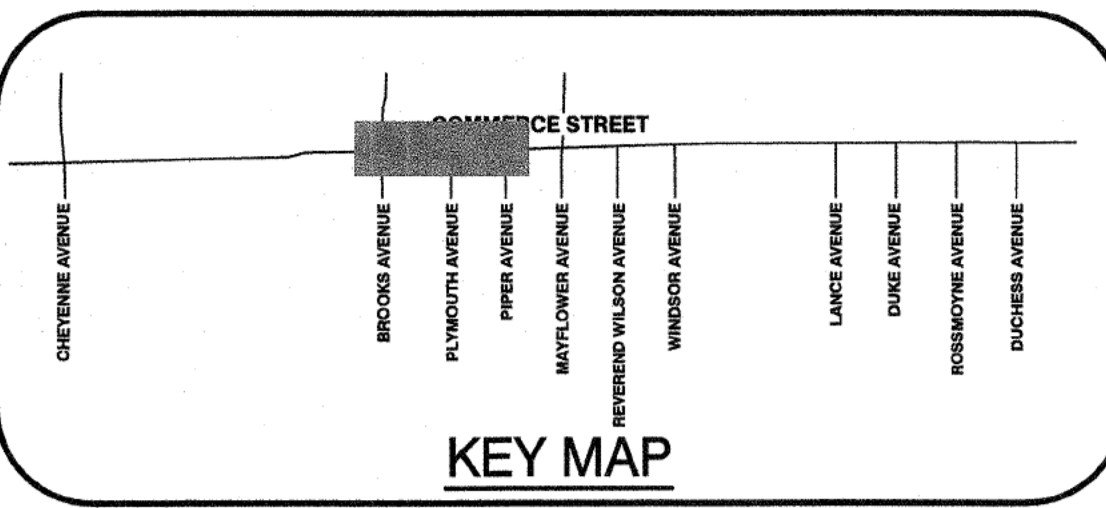 COMMERCE STREET
CHEYENNE AVENUE
BROOKS AVENUE
PLYMOUTH AVENUE
PIPER AVENUE
MAYFLOWER AVENUE
REVEREND WILSON AVENUE
WINDSOR AVENUE
LANCE AVENUE
DUKE AVENUE
ROSSMOYNE AVENUE
DUCHESS AVENUE
KEY MAP